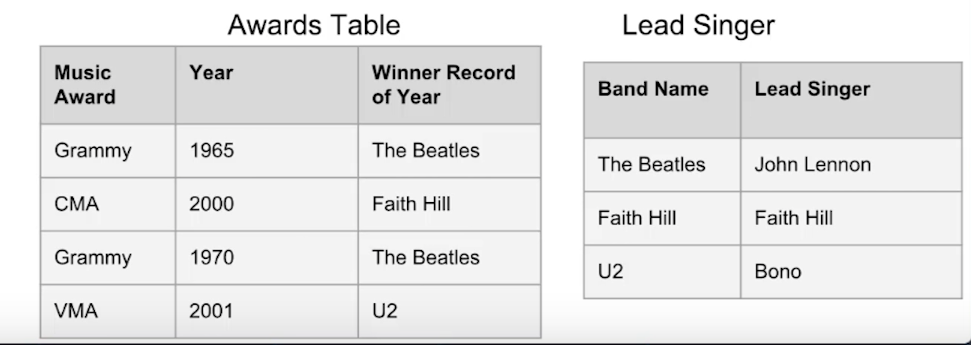 Awards Table
Music Award Year Winner Record of Year
Grammy 1965 The Beatles
CMA 2000 Faith Hill
Grammy 1970 The Beatles
VMA 2001 U2
Lead Singer
Band Name Lead Singer
The Beatles John Lennon
Faith Hill Faith Hill
U2 Bono